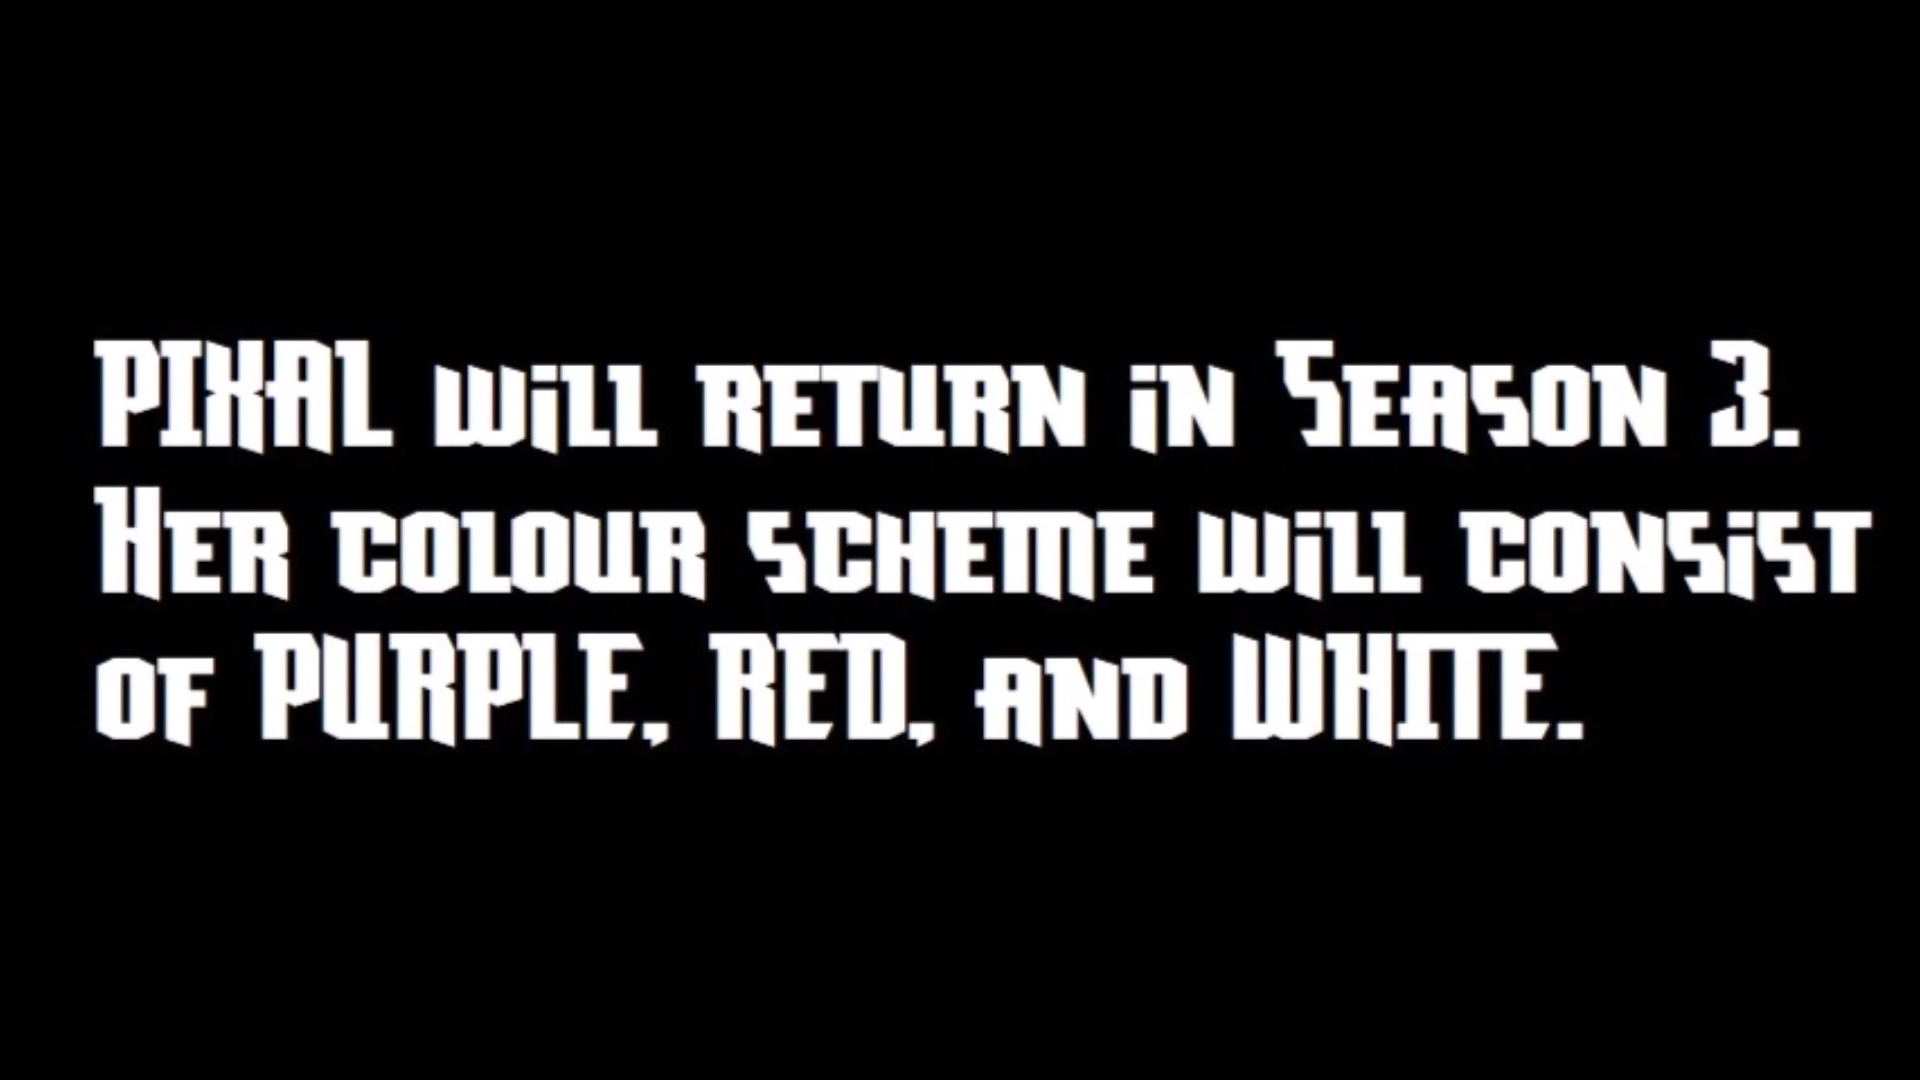 PIXAL will return in Season 3.
Her colour scheme will consist
of PURPLE, RED, and WHITE.